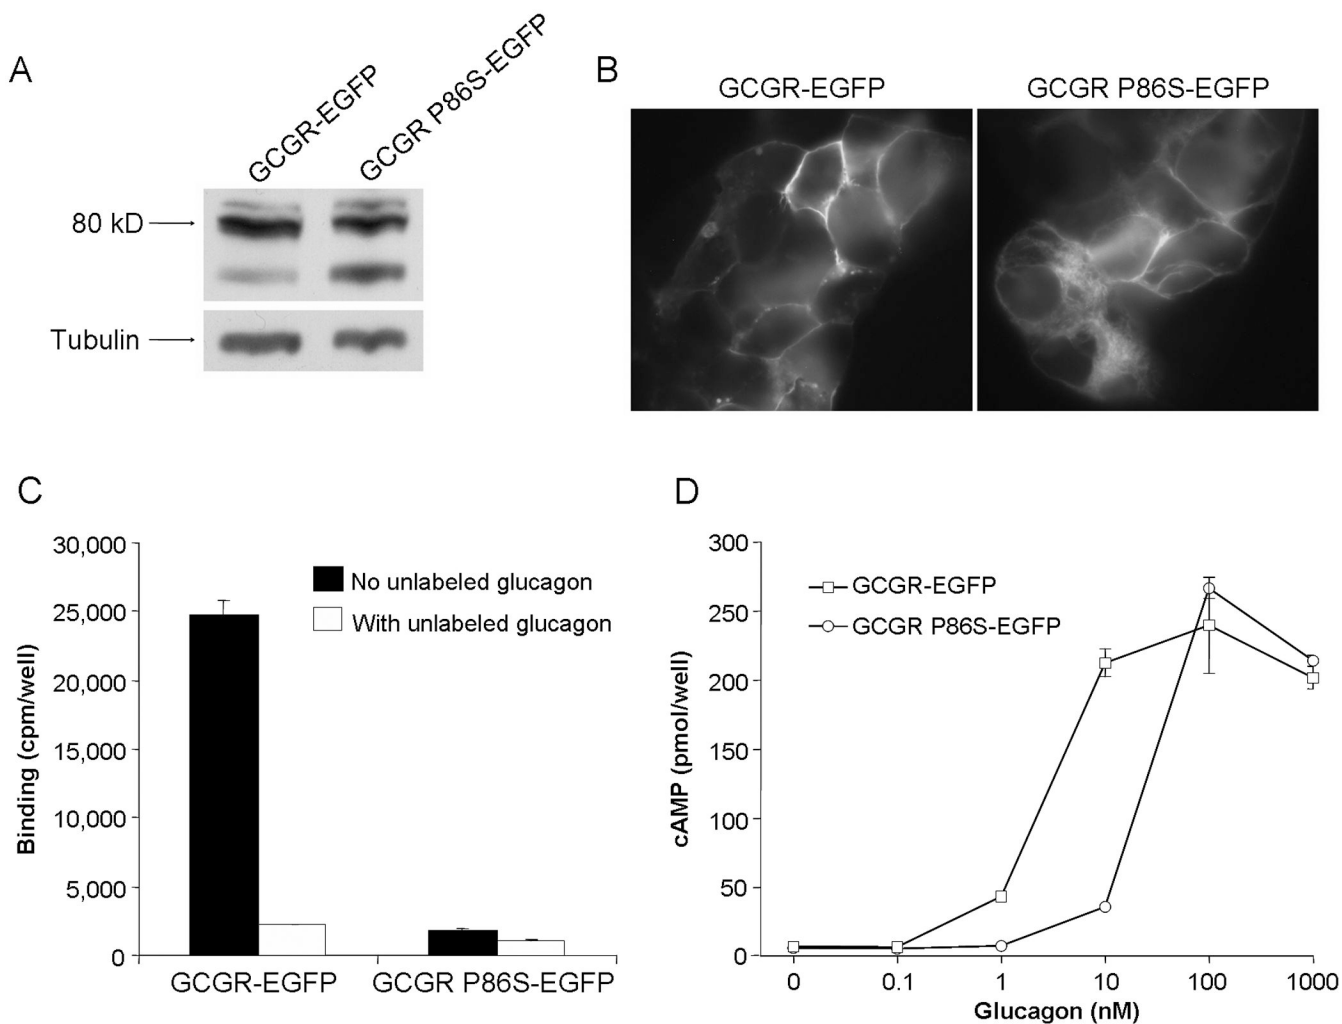 A
GCGR-EGFP
GCGR P86S-EGFP
80 kD
Tubulin
B
GCGR-EGFP
GCGR P86S-EGFP
C
Binding (cpm/well)
30,000
25,000
20,000
15,000
10,000
5,000
0
No unlabeled glucagon
With unlabeled glucagon
GCGR-EGFP
GCGR P86S-EGFP
D
cAMP (pmol/well)
300
250
200
150
100
50
0
GCGR-EGFP
GCGR P86S-EGFP
0 0.1 1 10 100 1000
Glucagon (nM)